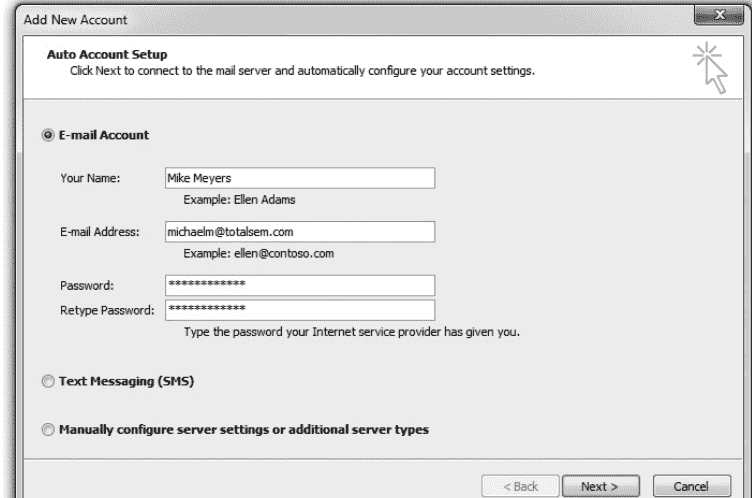 Add New Account
Auto Account Setup
Click Next to connect to the mail server and automatically configure your account settings.
E-mail Account
Your Name: Mike Meyers
Example: Ellen Adams
E-mail Address: michaelm@totalsem.com
Example: ellen@contoso.com
Password: ************
Retype Password: ************
Type the password your Internet service provider has given you.
Text Messaging (SMS)
Manually configure server settings or additional server types
< Back Next > Cancel